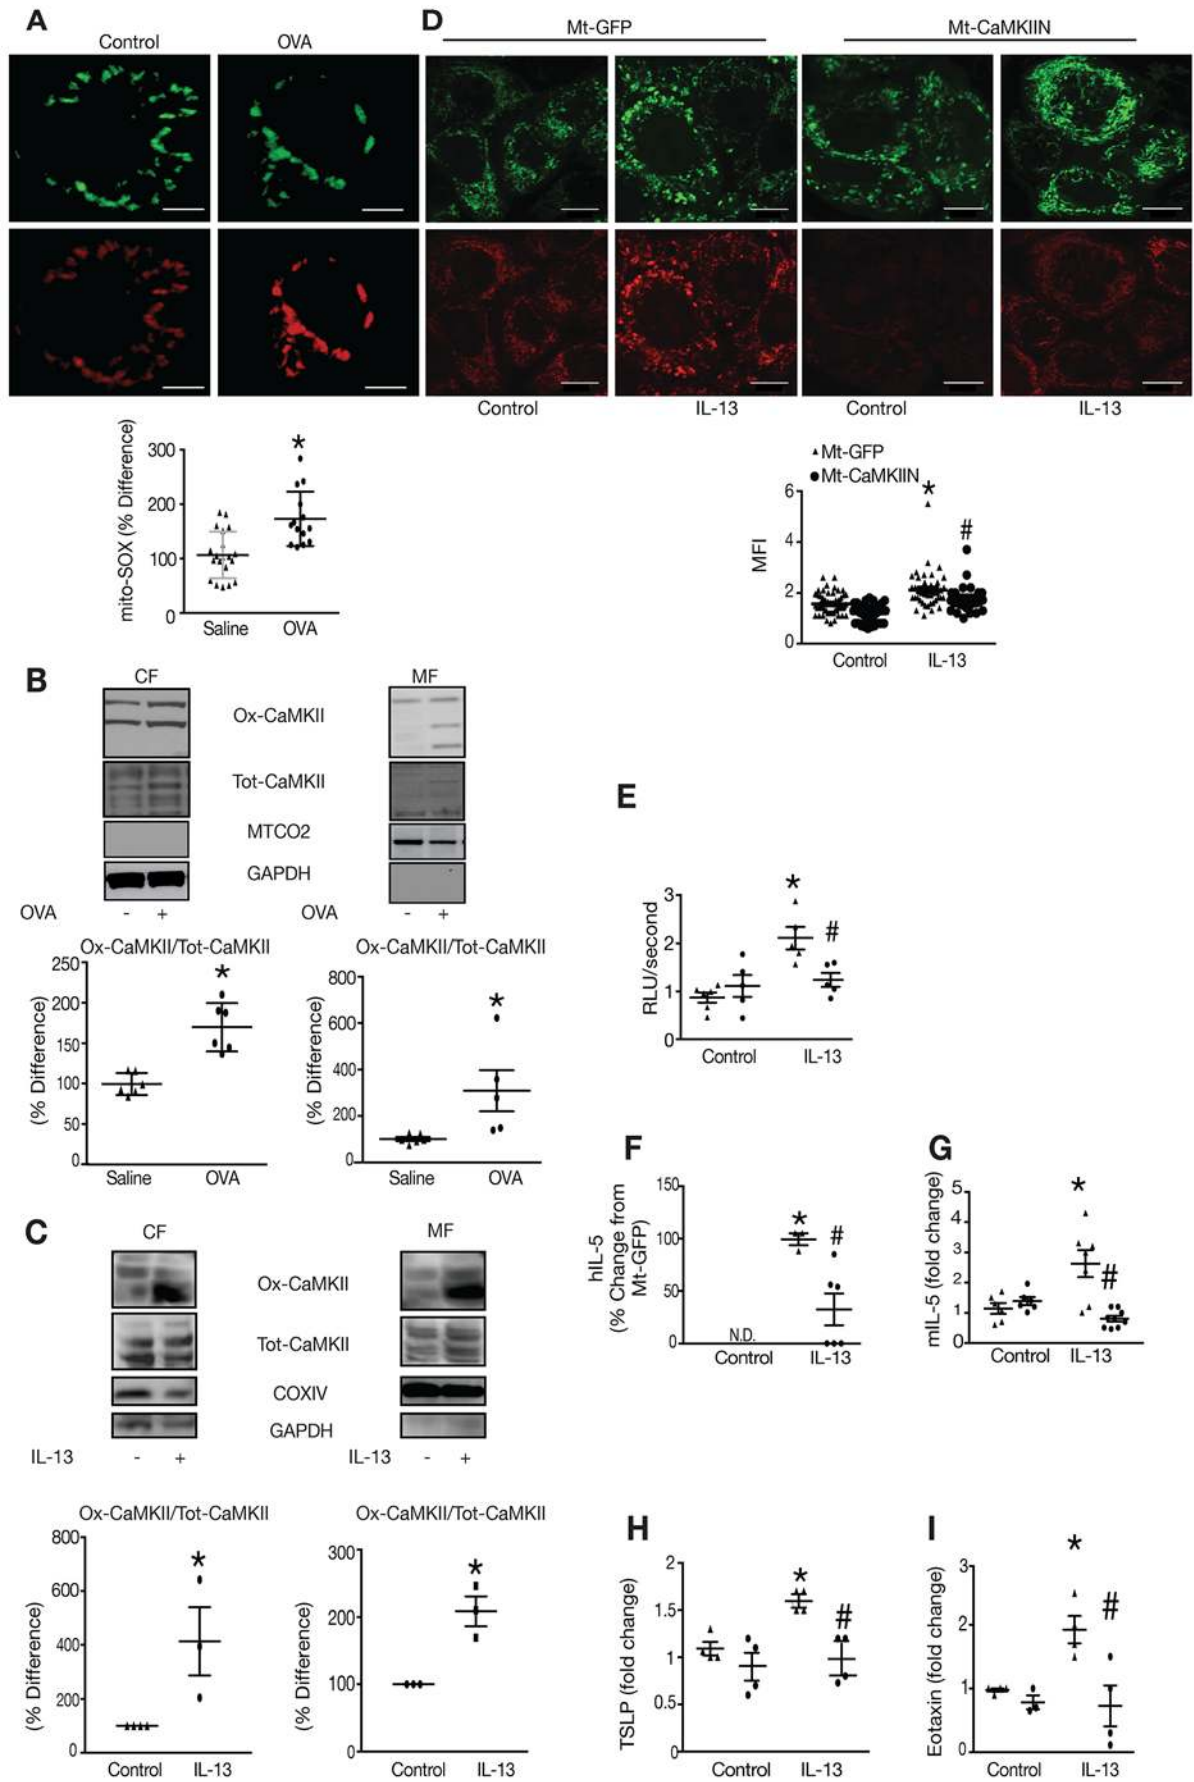 A
Control OVA
mito-SOX (% Difference)
300
200
100
0
*
Saline OVA
D
Mt-GFP Mt-CaMKIIN
Control IL-13 Control IL-13
▲Mt-GFP
●Mt-CaMKIIN
MFI
6
4
2
0
* #
Control IL-13
B
CF MF
Ox-CaMKII
Tot-CaMKII
MTCO2
GAPDH
OVA - + OVA - +
Ox-CaMKII/Tot-CaMKII
(% Difference)
250
200
150
100
50
0
*
Saline OVA
Ox-CaMKII/Tot-CaMKII
(% Difference)
800
600
400
200
0
*
Saline OVA
C
CF MF
Ox-CaMKII
Tot-CaMKII
COXIV
GAPDH
IL-13 - + IL-13 - +
Ox-CaMKII/Tot-CaMKII
(% Difference)
800
600
400
200
0
*
Control IL-13
Ox-CaMKII/Tot-CaMKII
(% Difference)
300
200
100
0
*
Control IL-13
E
RLU/second
3
2
1
0
* #
Control IL-13
F
hIL-5
(% Change from
Mt-GFP)
150
100
50
0
N.D.
* #
Control IL-13
G
mIL-5 (fold change)
5
4
3
2
1
0
* #
Control IL-13
H
TSLP (fold change)
2
1.5
1
0.5
0
* #
Control IL-13
I
Eotaxin (fold change)
3
2
1
0
* #
Control IL-13